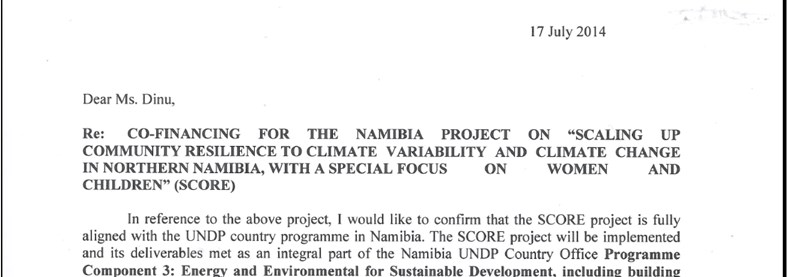 17 July 2014
Dear Ms. Dinu,
Re: CO-FINANCING FOR THE NAMIBIA PROJECT ON “SCALING UP
COMMUNITY RESILIENCE TO CLIMATE VARIABILITY AND CLIMATE CHANGE
IN NORTHERN NAMIBIA, WITH A SPECIAL FOCUS ON WOMEN AND
CHILDREN” (SCORE)
In reference to the above project, I would like to confirm that the SCORE project is fully
aligned with the UNDP country programme in Namibia. The SCORE project will be implemented
and its deliverables met as an integral part of the Namibia UNDP Country Office Programme
Component 3: Energy and Environmental for Sustainable Development, including building